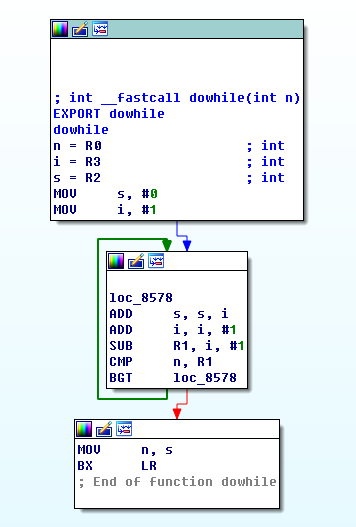 ; int __fastcall dowhile(int n)
EXPORT dowhile
dowhile
n = R0 ; int
i = R3 ; int
s = R2 ; int
MOV s, #0
MOV i, #1
loc_8578
ADD s, s, i
ADD i, i, #1
SUB R1, i, #1
CMP n, R1
BGT loc_8578
MOV n, s
BX LR
; End of function dowhile